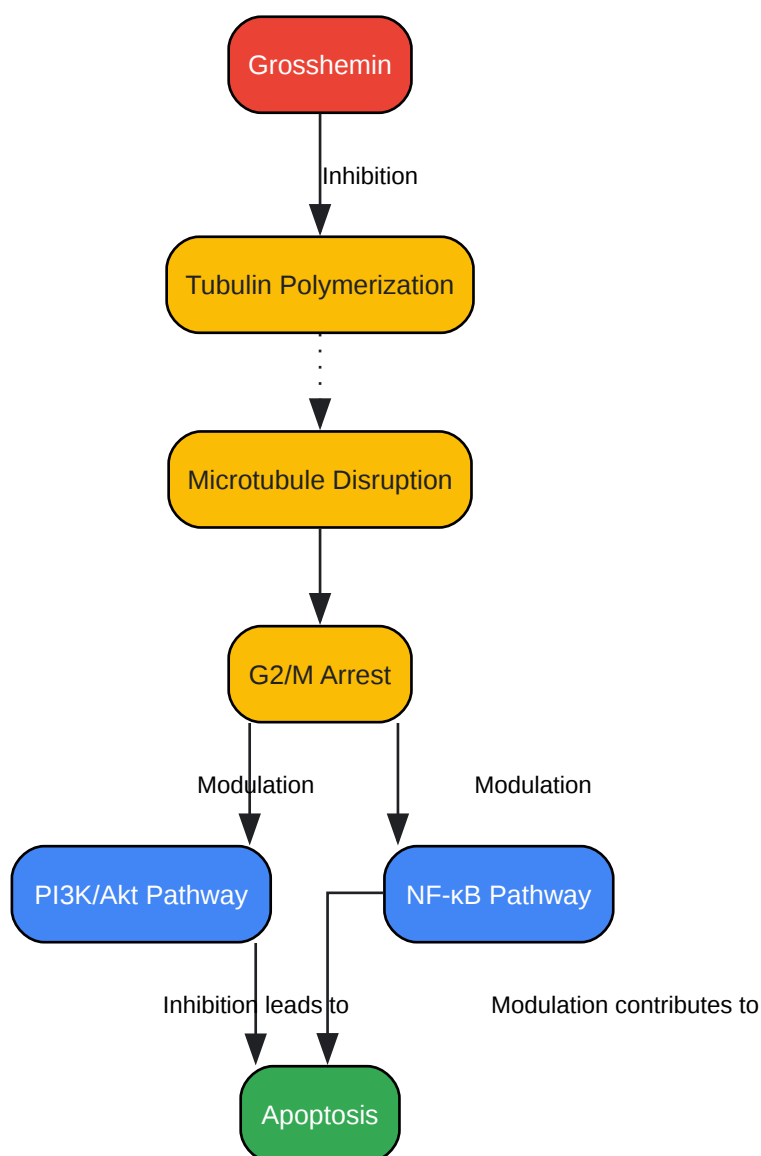 Grosshemin
Inhibition
Tubulin Polymerization
Microtubule Disruption
G2/M Arrest
Modulation
Modulation
PI3K/Akt Pathway
NF-κB Pathway
Inhibition leads to
Modulation contributes to
Apoptosis